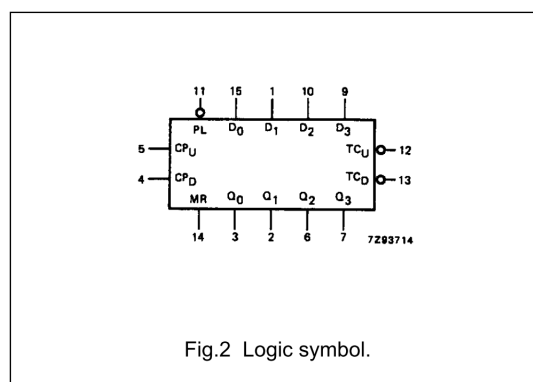 11 15 1 10 9
PL D0 D1 D2 D3
5 CPU TCU 12
4 CPD TCD 13
MR Q0 Q1 Q2 Q3
14 3 2 6 7 7Z93714
Fig.2 Logic symbol.